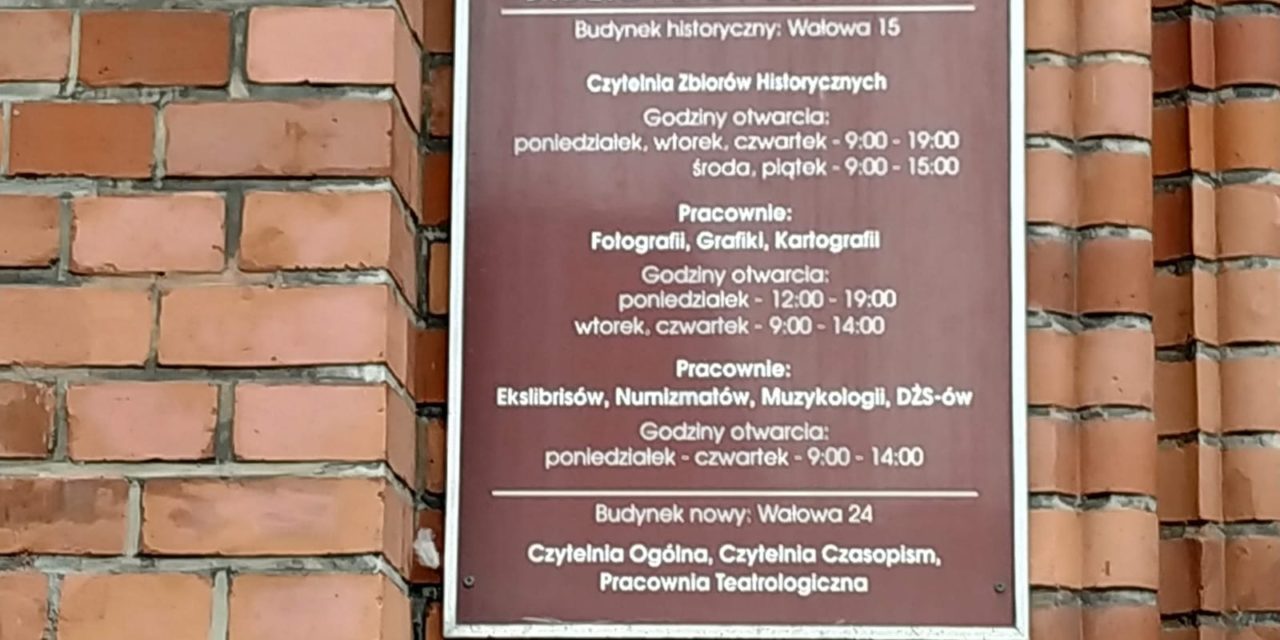 Budynek historyczny: Wałowa 15
Czytelnia Zbiorów Historycznych
Godziny otwarcia:
poniedziałek, wtorek, czwartek - 9:00 - 19:00
środa, piątek - 9:00 - 15:00
Pracownie:
Fotografii, Grafiki, Kartografii
Godziny otwarcia:
poniedziałek - 12:00 - 19:00
wtorek, czwartek - 9:00 - 14:00
Pracownie:
Ekslibrisów, Numizmatów, Muzykologii, DŻS-ów
Godziny otwarcia:
poniedziałek - czwartek - 9:00 - 14:00
Budynek nowy: Wałowa 24
Czytelnia Ogólna, Czytelnia Czasopism,
Pracownia Teatrologiczna